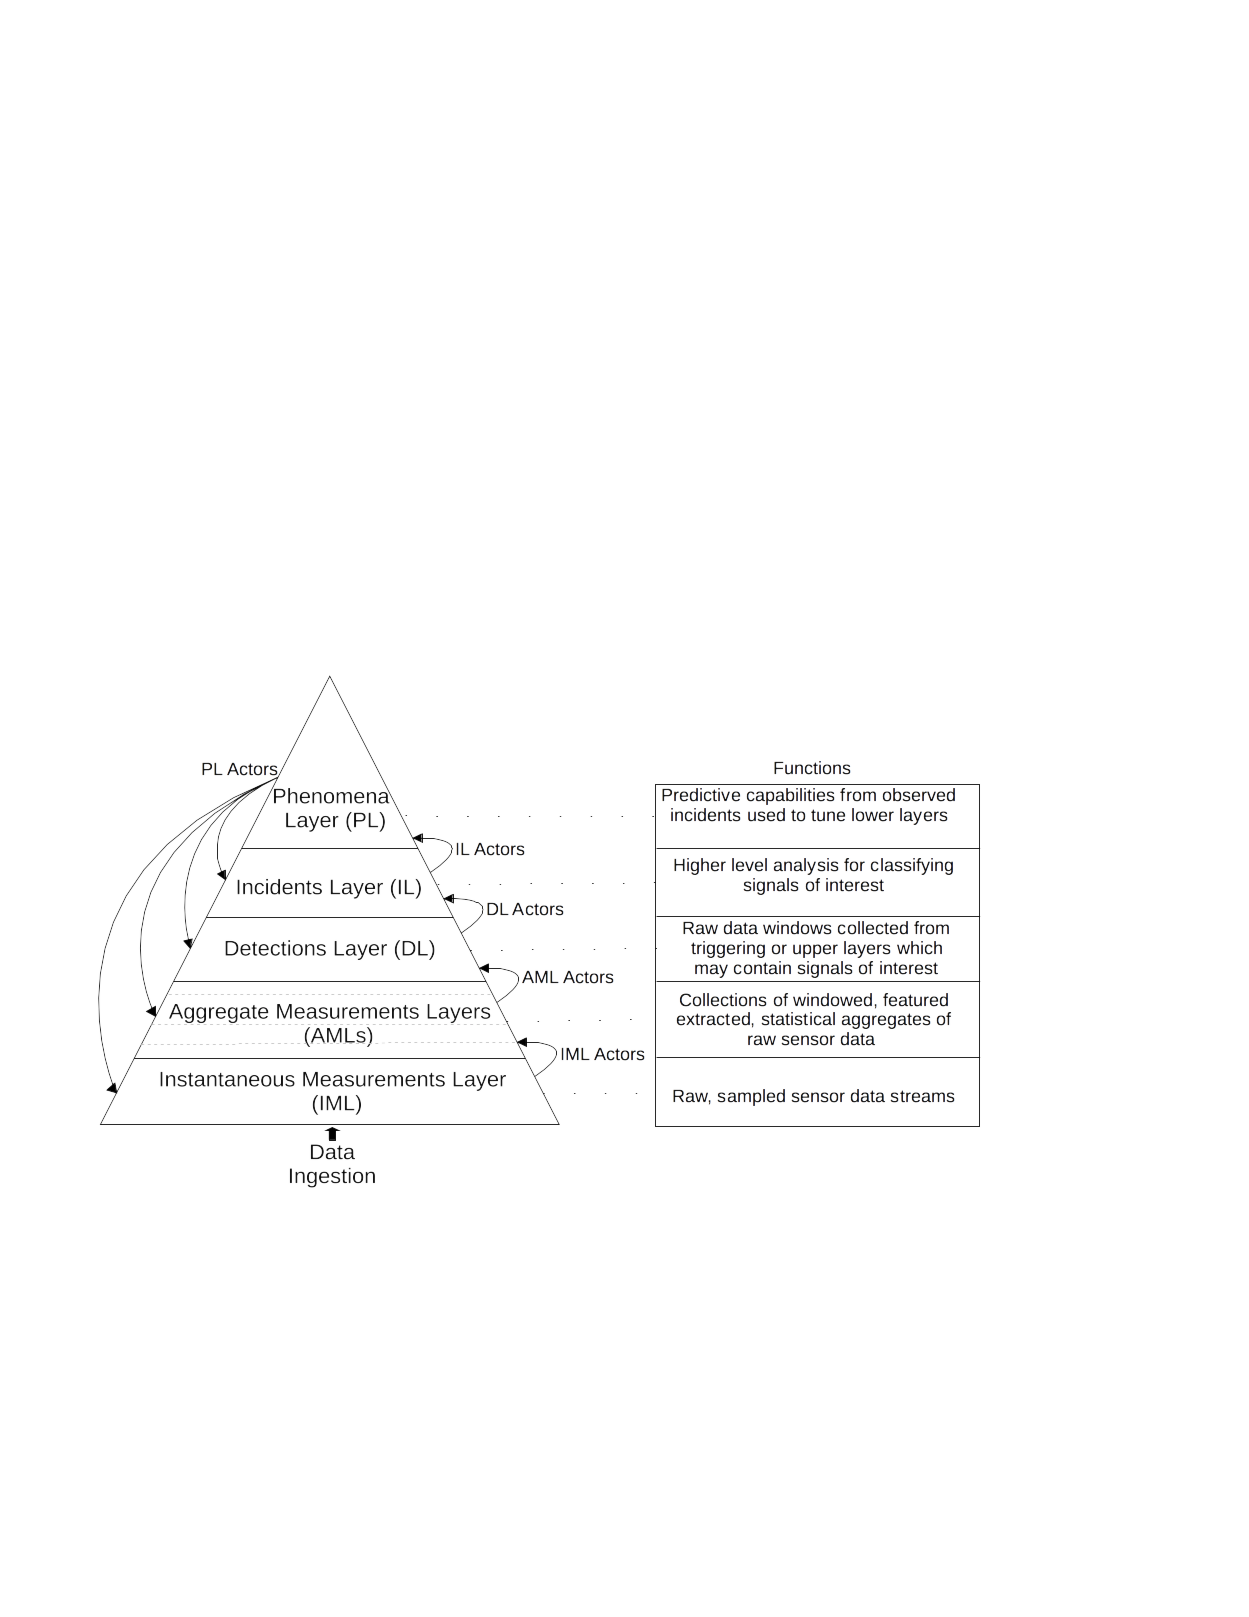 PL Actors
Phenomena
Layer (PL)
IL Actors
Incidents Layer (IL)
DL Actors
Detections Layer (DL)
AML Actors
Aggregate Measurements Layers
(AMLs)
IML Actors
Instantaneous Measurements Layer
(IML)
Data
Ingestion
Functions
Predictive capabilities from observed
incidents used to tune lower layers
Higher level analysis for classifying
signals of interest
Raw data windows collected from
triggering or upper layers which
may contain signals of interest
Collections of windowed, featured
extracted, statistical aggregates of
raw sensor data
Raw, sampled sensor data streams